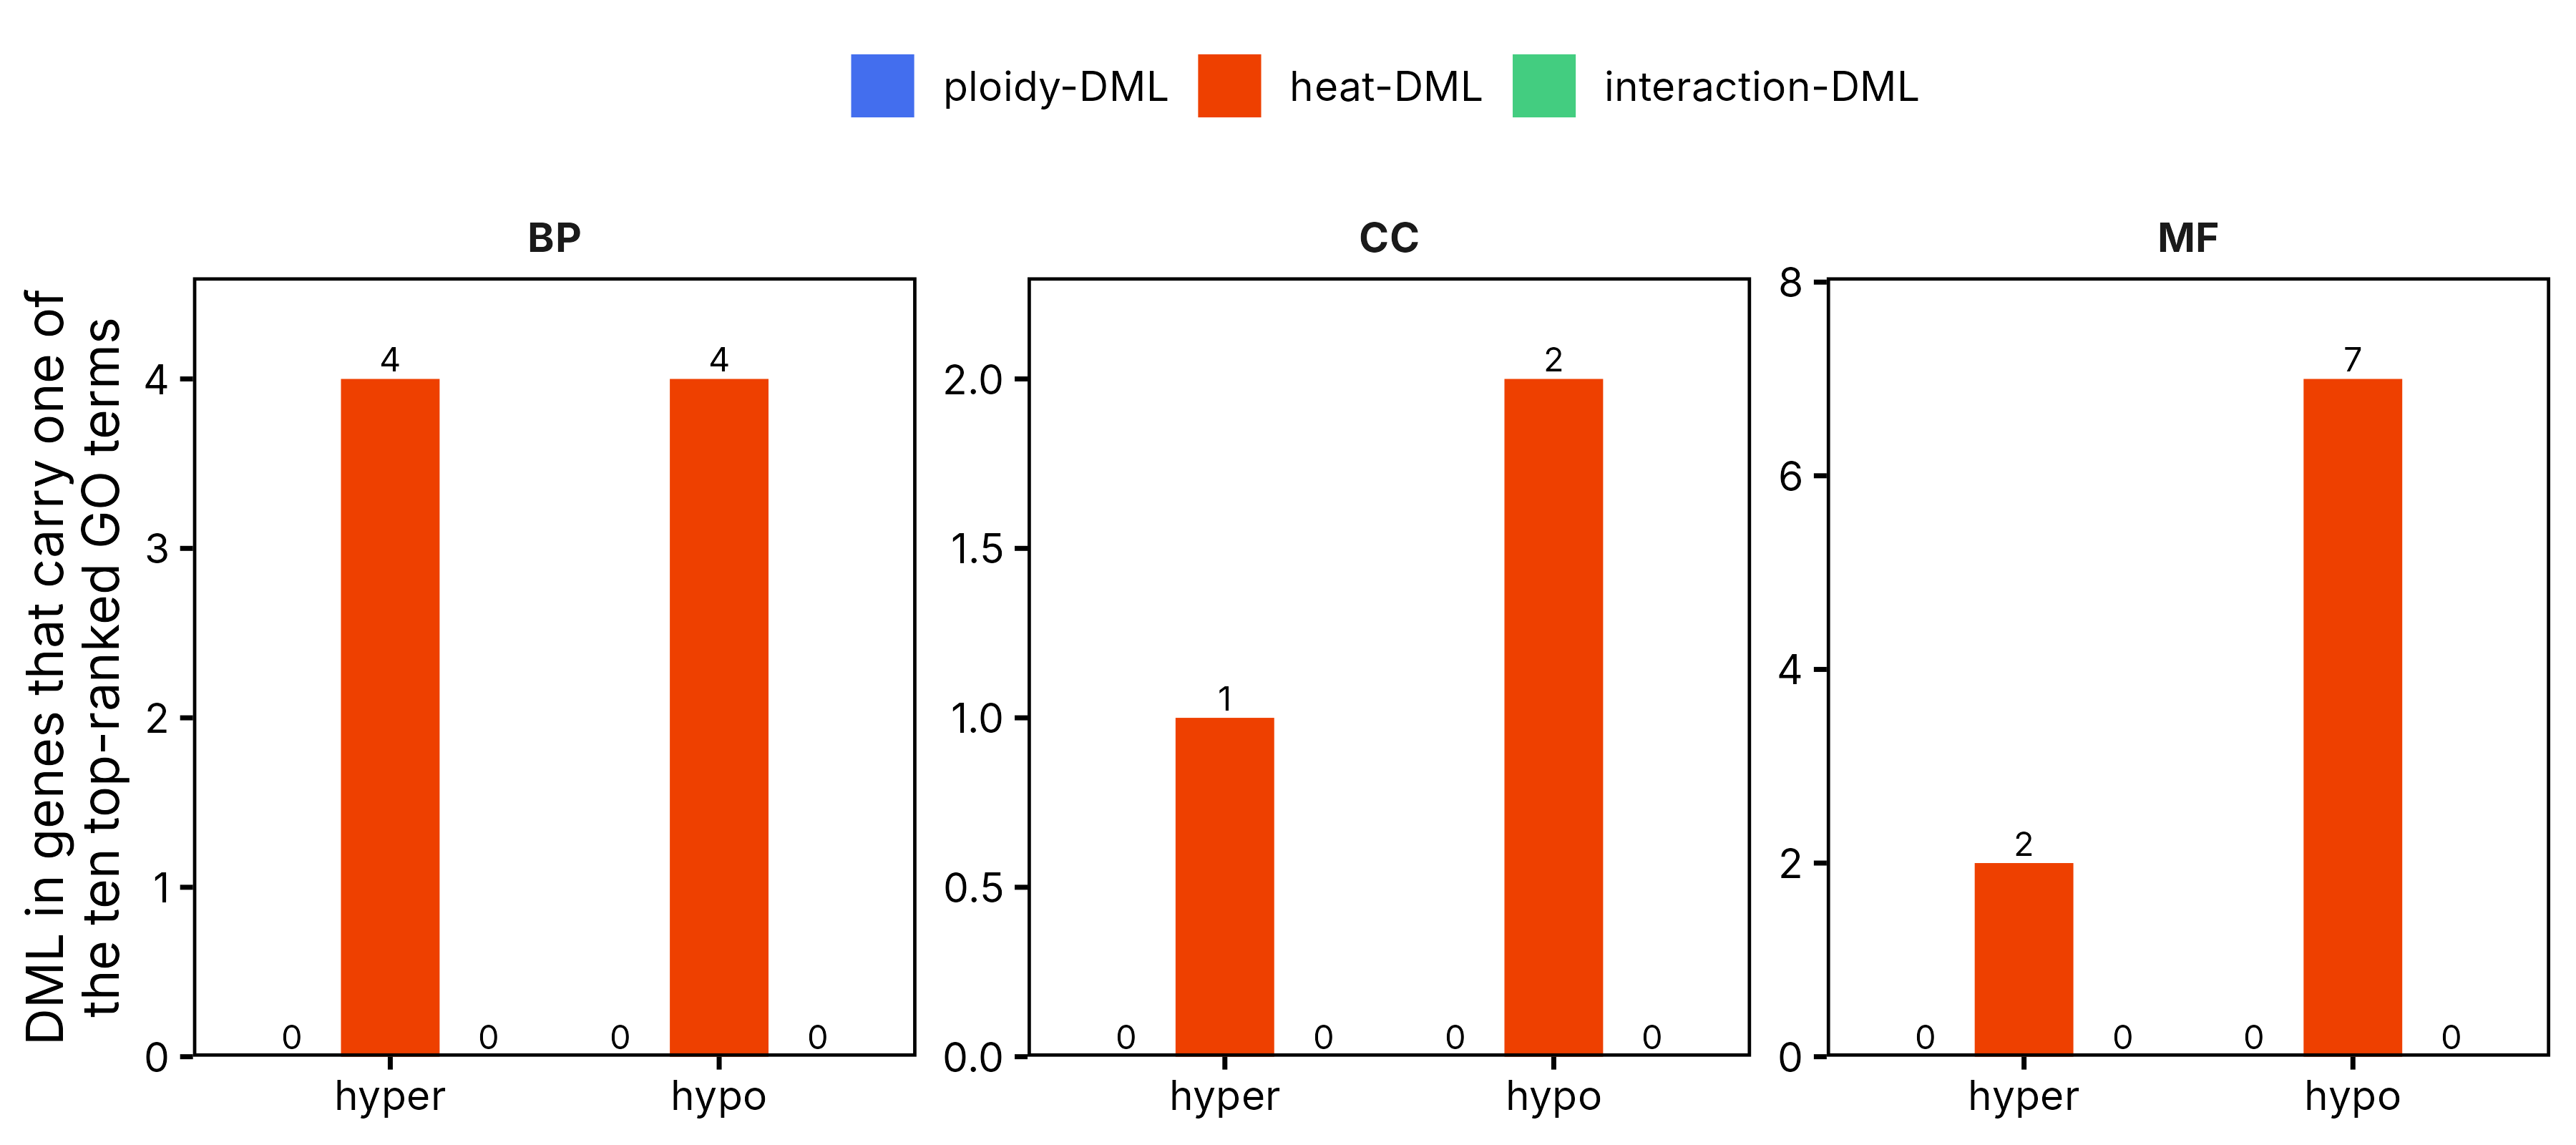 ploidy-DML heat-DML interaction-DML
BP CC MF
DML in genes that carry one of
the ten top-ranked GO terms
4
3
2
1
0
4 4
0 0 0 0
hyper hypo
2.0
1.5
1.0
0.5
0.0
1 2
0 0 0 0
hyper hypo
8
6
4
2
0
2 7
0 0 0 0
hyper hypo